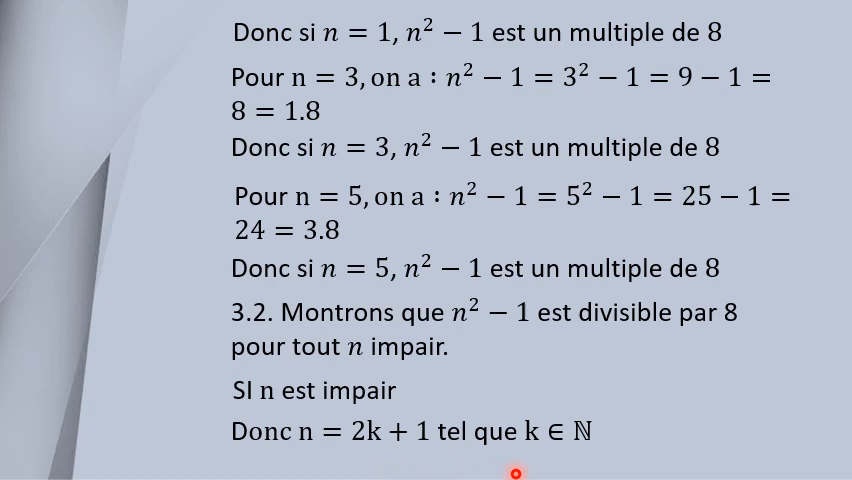 Donc si n = 1, n² − 1 est un multiple de 8
Pour n = 3, on a : n² − 1 = 3² − 1 = 9 − 1 =
8 = 1.8
Donc si n = 3, n² − 1 est un multiple de 8
Pour n = 5, on a : n² − 1 = 5² − 1 = 25 − 1 =
24 = 3.8
Donc si n = 5, n² − 1 est un multiple de 8
3.2. Montrons que n² − 1 est divisible par 8
pour tout n impair.
SI n est impair
Donc n = 2k + 1 tel que k ∈ ℕ